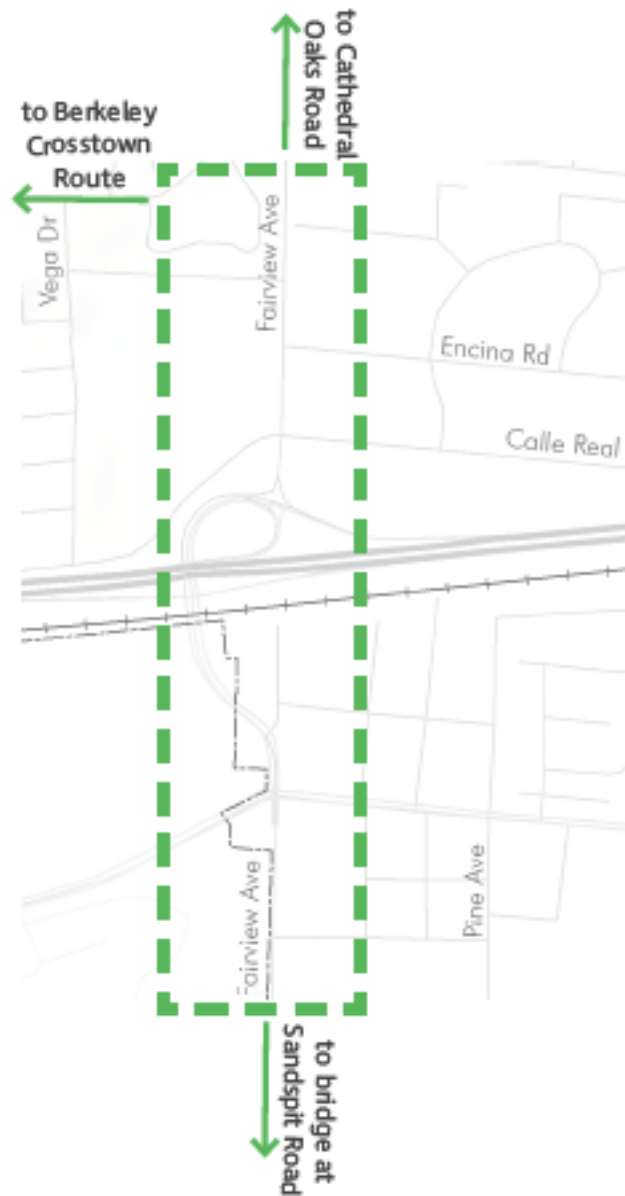 to Cathedral
Oaks Road
to Berkeley
Crosstown
Route
Vega Dr
Fairview Ave
Encina Rd
Calle Real
Fairview Ave
Pine Ave
to bridge at
Sandspit Road